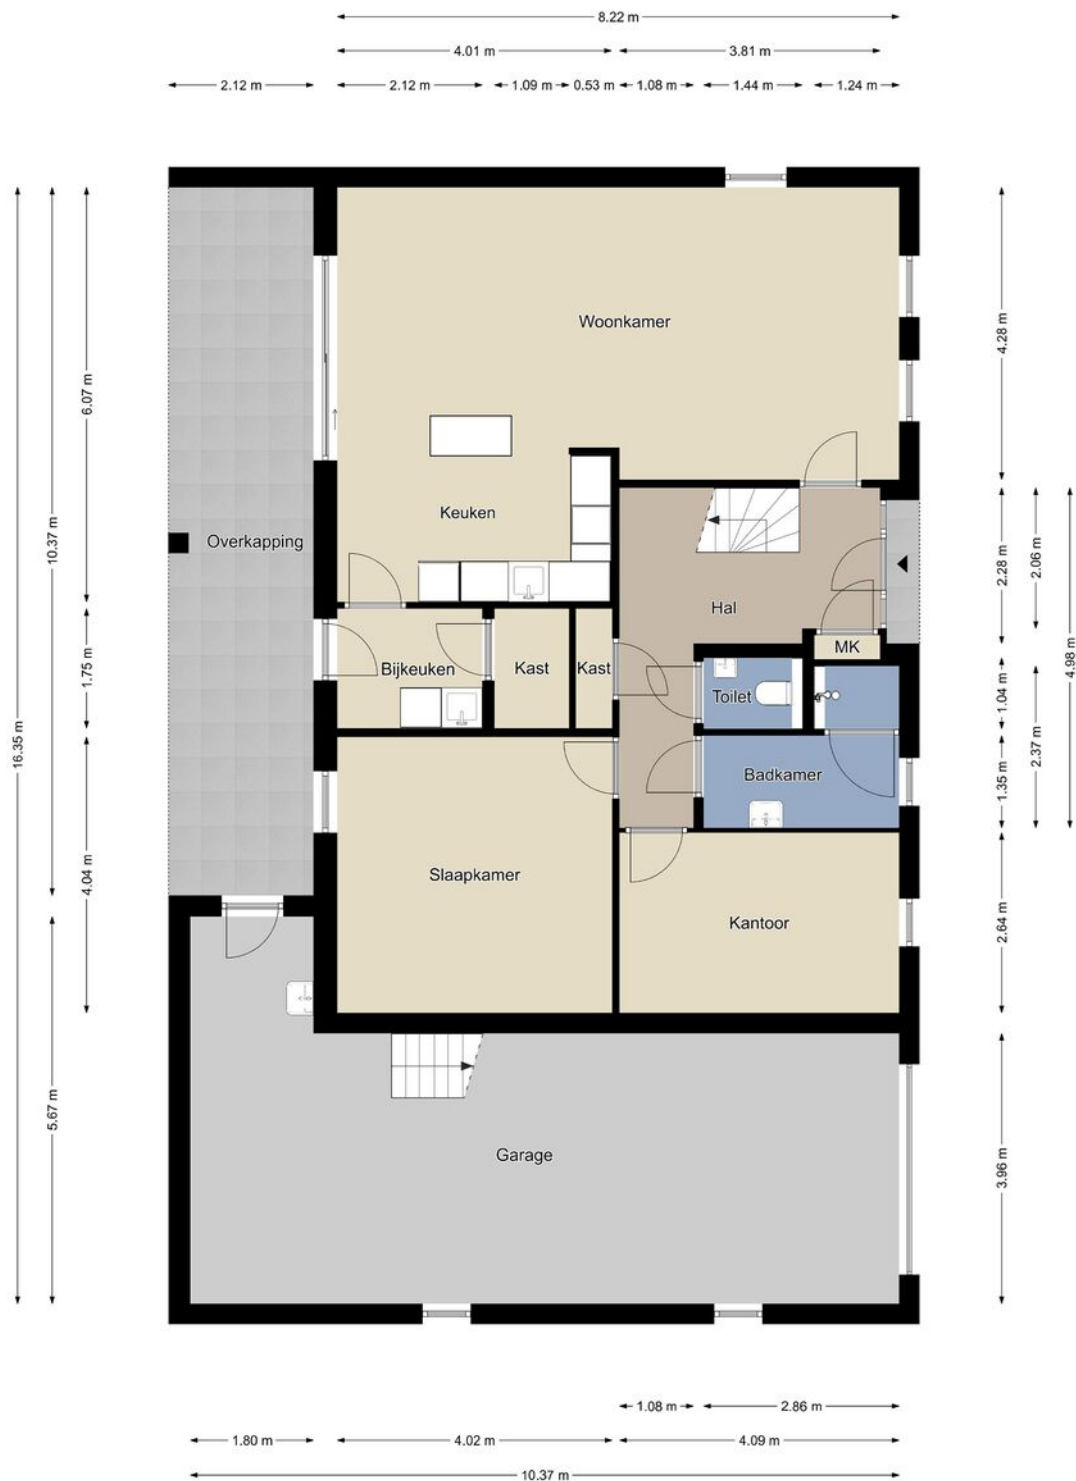 8.22 m
4.01 m
3.81 m
2.12 m
2.12 m
1.09 m
0.53 m
1.08 m
1.44 m
1.24 m
16.35 m
10.37 m
6.07 m
1.75 m
4.04 m
5.67 m
Woonkamer
Keuken
Overkapping
Hal
MK
Bijkeuken
Kast
Kast
Toilet
Badkamer
Slaapkamer
Kantoor
Garage
4.28 m
2.28 m
2.06 m
4.98 m
1.04 m
2.37 m
1.35 m
2.64 m
3.96 m
1.08 m
2.86 m
1.80 m
4.02 m
4.09 m
10.37 m